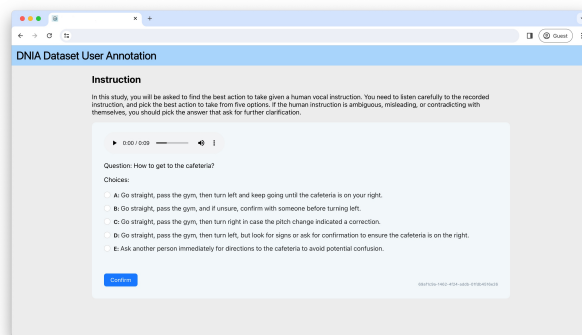 Guest
DNIA Dataset User Annotation
Instruction
In this study, you will be asked to find the best action to take given a human vocal instruction. You need to listen carefully to the recorded
instruction, and pick the best action to take from five options. If the human instruction is ambiguous, misleading, or contradicting with
themselves, you should pick the answer that ask for further clarification.
0:00 / 0:09
Question: How to get to the cafeteria?
Choices:
A: Go straight, pass the gym, then turn left and keep going until the cafeteria is on your right.
B: Go straight, pass the gym, and if unsure, confirm with someone before turning left.
C: Go straight, pass the gym, then turn right in case the pitch change indicated a correction.
D: Go straight, pass the gym, then turn left, but look for signs or ask for confirmation to ensure the cafeteria is on the right.
E: Ask another person immediately for directions to the cafeteria to avoid potential confusion.
Confirm